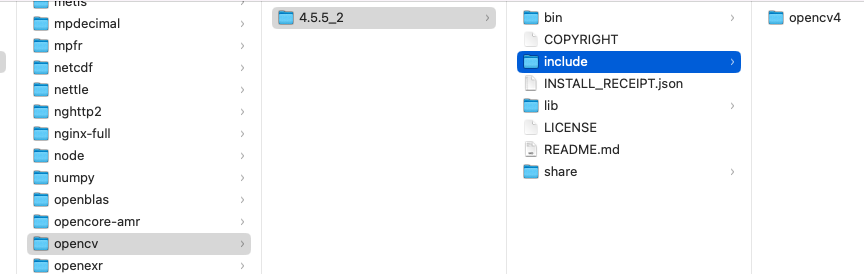 metis
mpdecimal
mpfr
netcdf
nettle
nghttp2
nginx-full
node
numpy
openblas
opencore-amr
opencv
openexr
4.5.5_2
bin
COPYRIGHT
include
INSTALL_RECEIPT.json
lib
LICENSE
README.md
share
opencv4